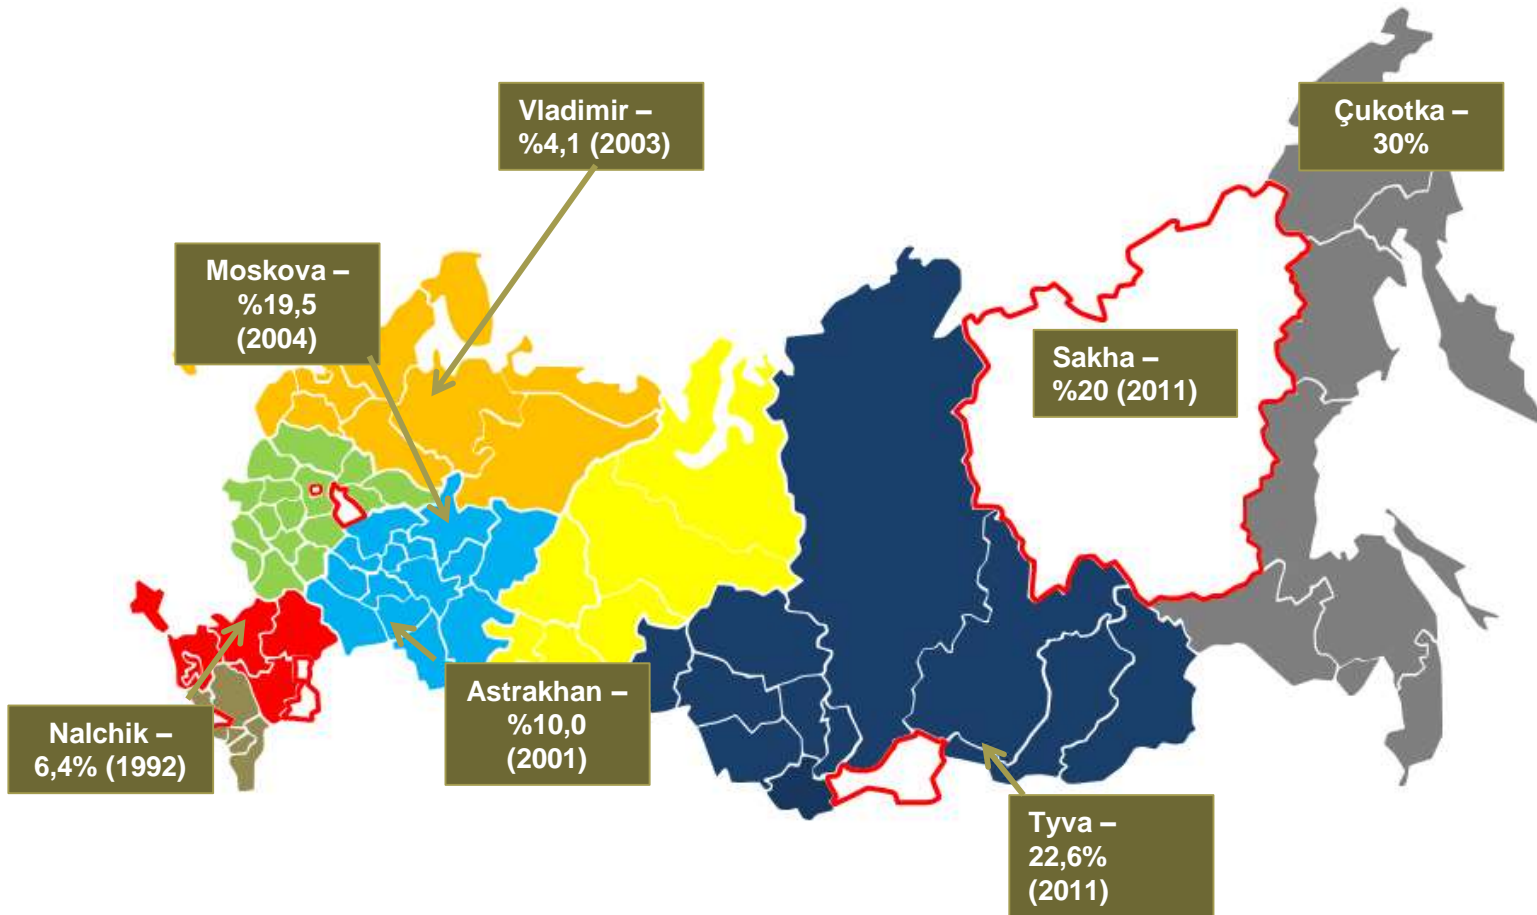 Vladimir –
%4,1 (2003)
Çukotka –
30%
Moskova –
%19,5
(2004)
Sakha –
%20 (2011)
Astrakhan –
%10,0
(2001)
Nalchik –
6,4% (1992)
Tyva –
22,6%
(2011)